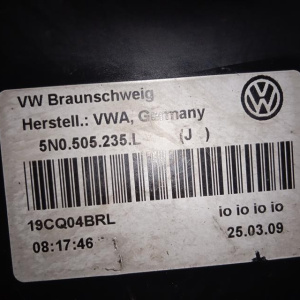 VW Braunschweig
Herstell.: VWA, Germany
5N0.505.235.L (J )
19CQ04BRL io io io io
08:17:46 25.03.09